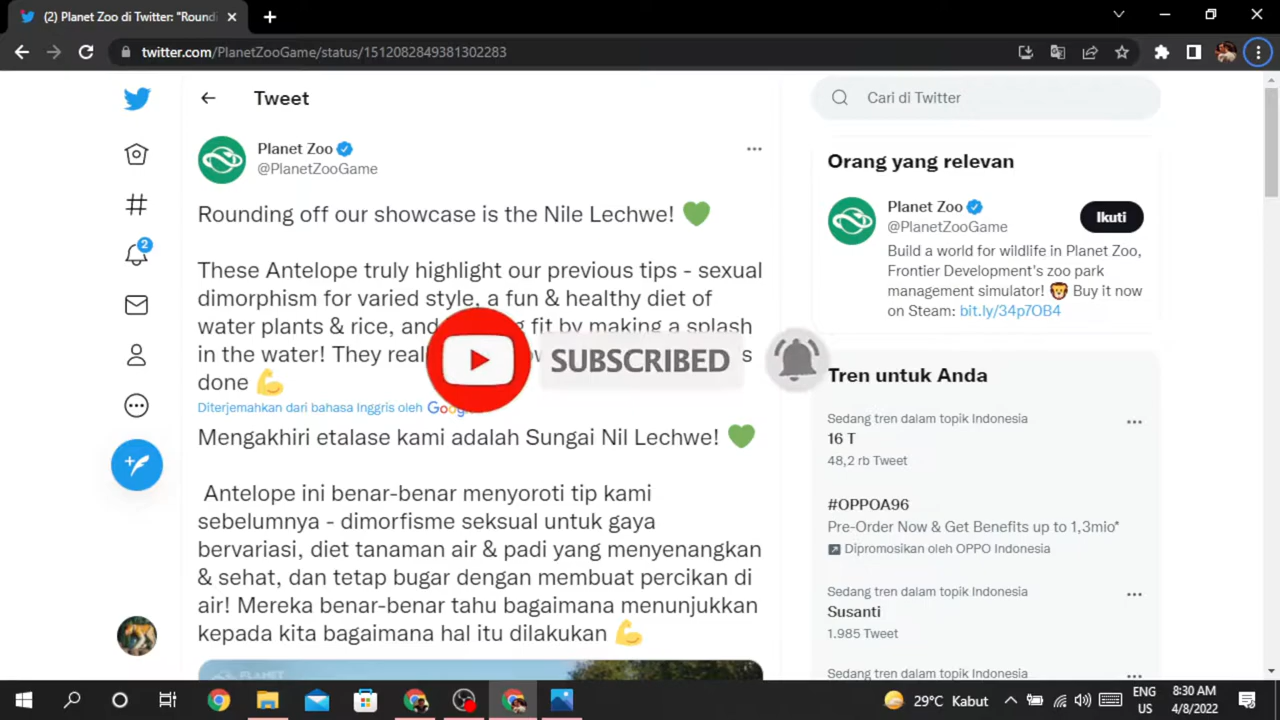 (2) Planet Zoo di Twitter: "Roundi
twitter.com/PlanetZooGame/status/1512082849381302283
Tweet
Planet Zoo
@PlanetZooGame
Rounding off our showcase is the Nile Lechwe! 💚
These Antelope truly highlight our previous tips - sexual
dimorphism for varied style, a fun & healthy diet of
water plants & rice, and fit by making a splash
in the water! They
done 💪
Diterjemahkan dari bahasa Inggris oleh
Mengakhiri etalase kami adalah Sungai Nil Lechwe! 💚
Antelope ini benar-benar menyoroti tip kami
sebelumnya - dimorfisme seksual untuk gaya
bervariasi, diet tanaman air & padi yang menyenangkan
& sehat, dan tetap bugar dengan membuat percikan di
air! Mereka benar-benar tahu bagaimana menunjukkan
kepada kita bagaimana hal itu dilakukan 💪
PLANET
2
SUBSCRIBED
Cari di Twitter
Orang yang relevan
Planet Zoo
@PlanetZooGame
Ikuti
Build a world for wildlife in Planet Zoo,
Frontier Development's zoo park
management simulator! 🦁 Buy it now
on Steam: bit.ly/34p7OB4
Tren untuk Anda
Sedang tren dalam topik Indonesia
16 T
48,2 rb Tweet
#OPPOA96
Pre-Order Now & Get Benefits up to 1,3mio*
Dipromosikan oleh OPPO Indonesia
Sedang tren dalam topik Indonesia
Susanti
1.985 Tweet
Sedang tren dalam topik Indonesia
29°C Kabut
ENG
US
8:30 AM
4/8/2022